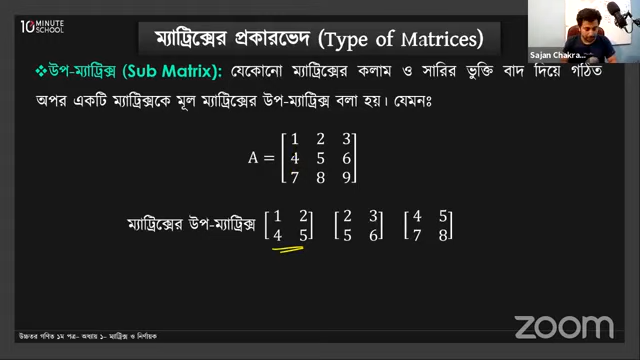 10 MINUTE SCHOOL
ম্যাট্রিক্সের প্রকারভেদ (Type of Matrices)
Sajan Chakra...
❖উপ-ম্যাট্রিক্স (Sub Matrix): যেকোনো ম্যাট্রিক্সের কলাম ও সারির ভুক্তি বাদ দিয়ে গঠিত
অপর একটি ম্যাট্রিক্সকে মূল ম্যাট্রিক্সের উপ-ম্যাট্রিক্স বলা হয়। যেমনঃ
1 2 3
A = 4 5 6
7 8 9
ম্যাট্রিক্সের উপ-ম্যাট্রিক্স [1 2 [2 3 [4 5
4 5] 5 6] 7 8]
উচ্চতর গণিত ১ম পত্র- অধ্যায় ১- ম্যাট্রিক্স ও নির্ণায়ক
zoom